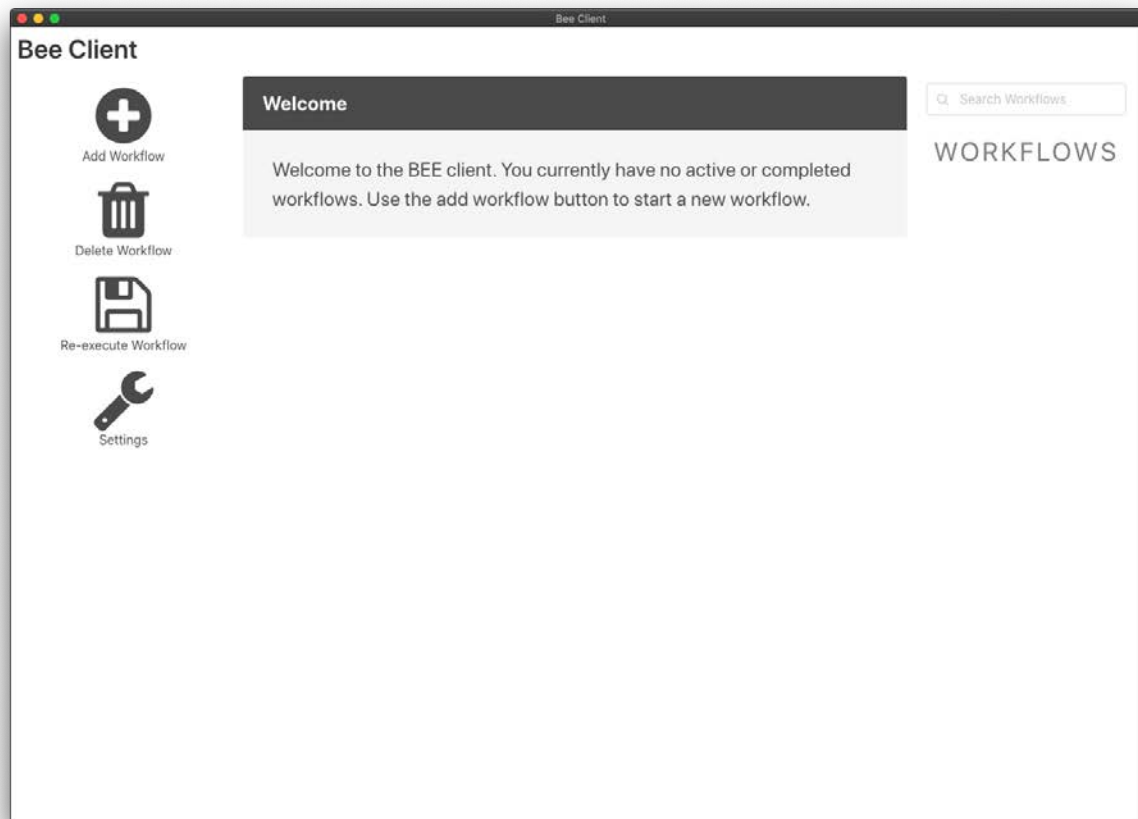 Bee Client
Bee Client
Add Workflow
Delete Workflow
Re-execute Workflow
Settings
Welcome
Welcome to the BEE client. You currently have no active or completed
workflows. Use the add workflow button to start a new workflow.
Search Workflows
WORKFLOWS